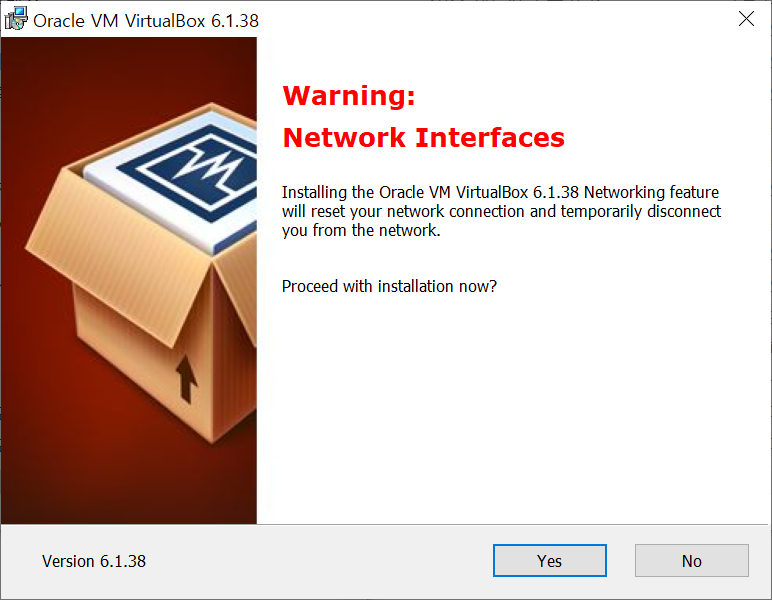 Oracle VM VirtualBox 6.1.38
Warning:
Network Interfaces
Installing the Oracle VM VirtualBox 6.1.38 Networking feature
will reset your network connection and temporarily disconnect
you from the network.
Proceed with installation now?
Version 6.1.38
Yes
No